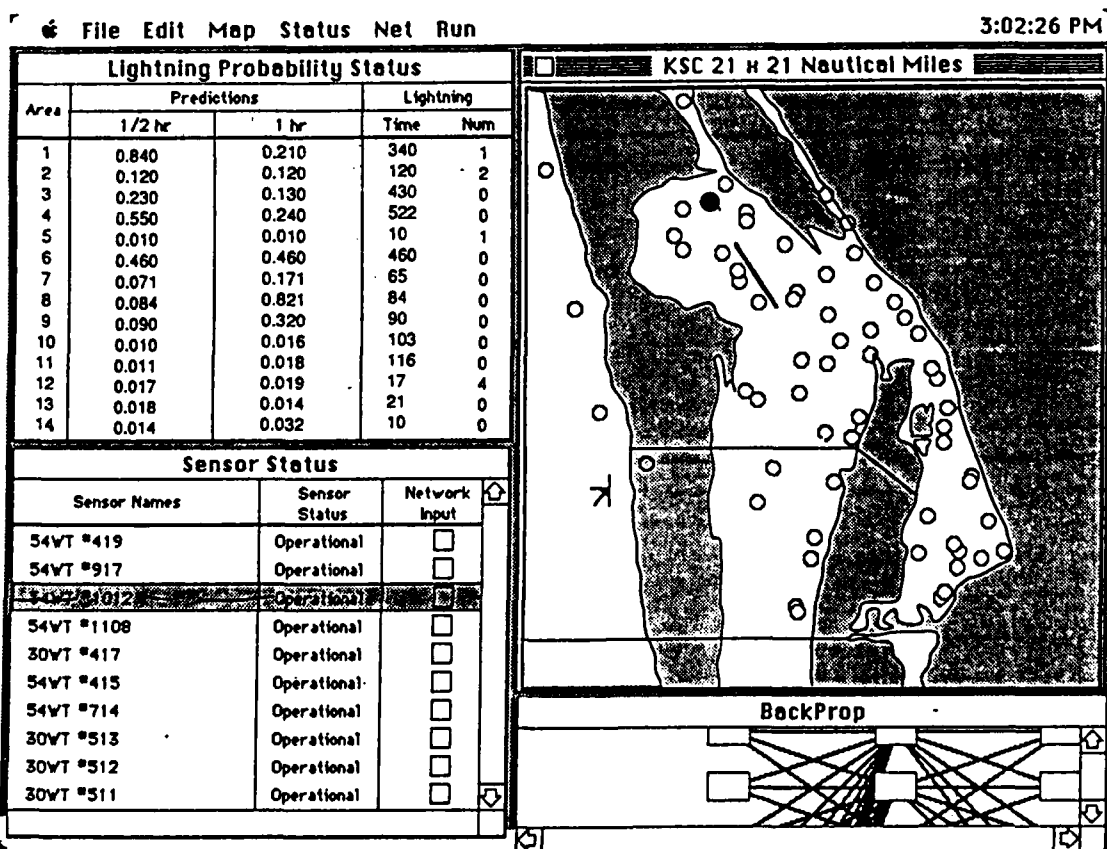 File Edit Map Status Net Run 3:02:26 PM
Lightning Probability Status
Area Predictions Lightning
1/2 hr 1 hr Time Num
1 0.840 0.210 340 1
2 0.120 0.120 120 2
3 0.230 0.130 430 0
4 0.550 0.240 522 0
5 0.010 0.010 10 1
6 0.460 0.460 460 0
7 0.071 0.171 65 0
8 0.084 0.821 84 0
9 0.090 0.320 90 0
10 0.010 0.016 103 0
11 0.011 0.018 116 0
12 0.017 0.019 17 4
13 0.018 0.014 21 0
14 0.014 0.032 10 0
Sensor Status
Sensor Names Sensor Status Network Input
54WT #419 Operational
54WT #917 Operational
54WT #1012 Operational
54WT #1108 Operational
30WT #417 Operational
54WT #415 Operational
54WT #714 Operational
30WT #513 Operational
30WT #512 Operational
30WT #511 Operational
KSC 21 x 21 Nautical Miles
BackProp